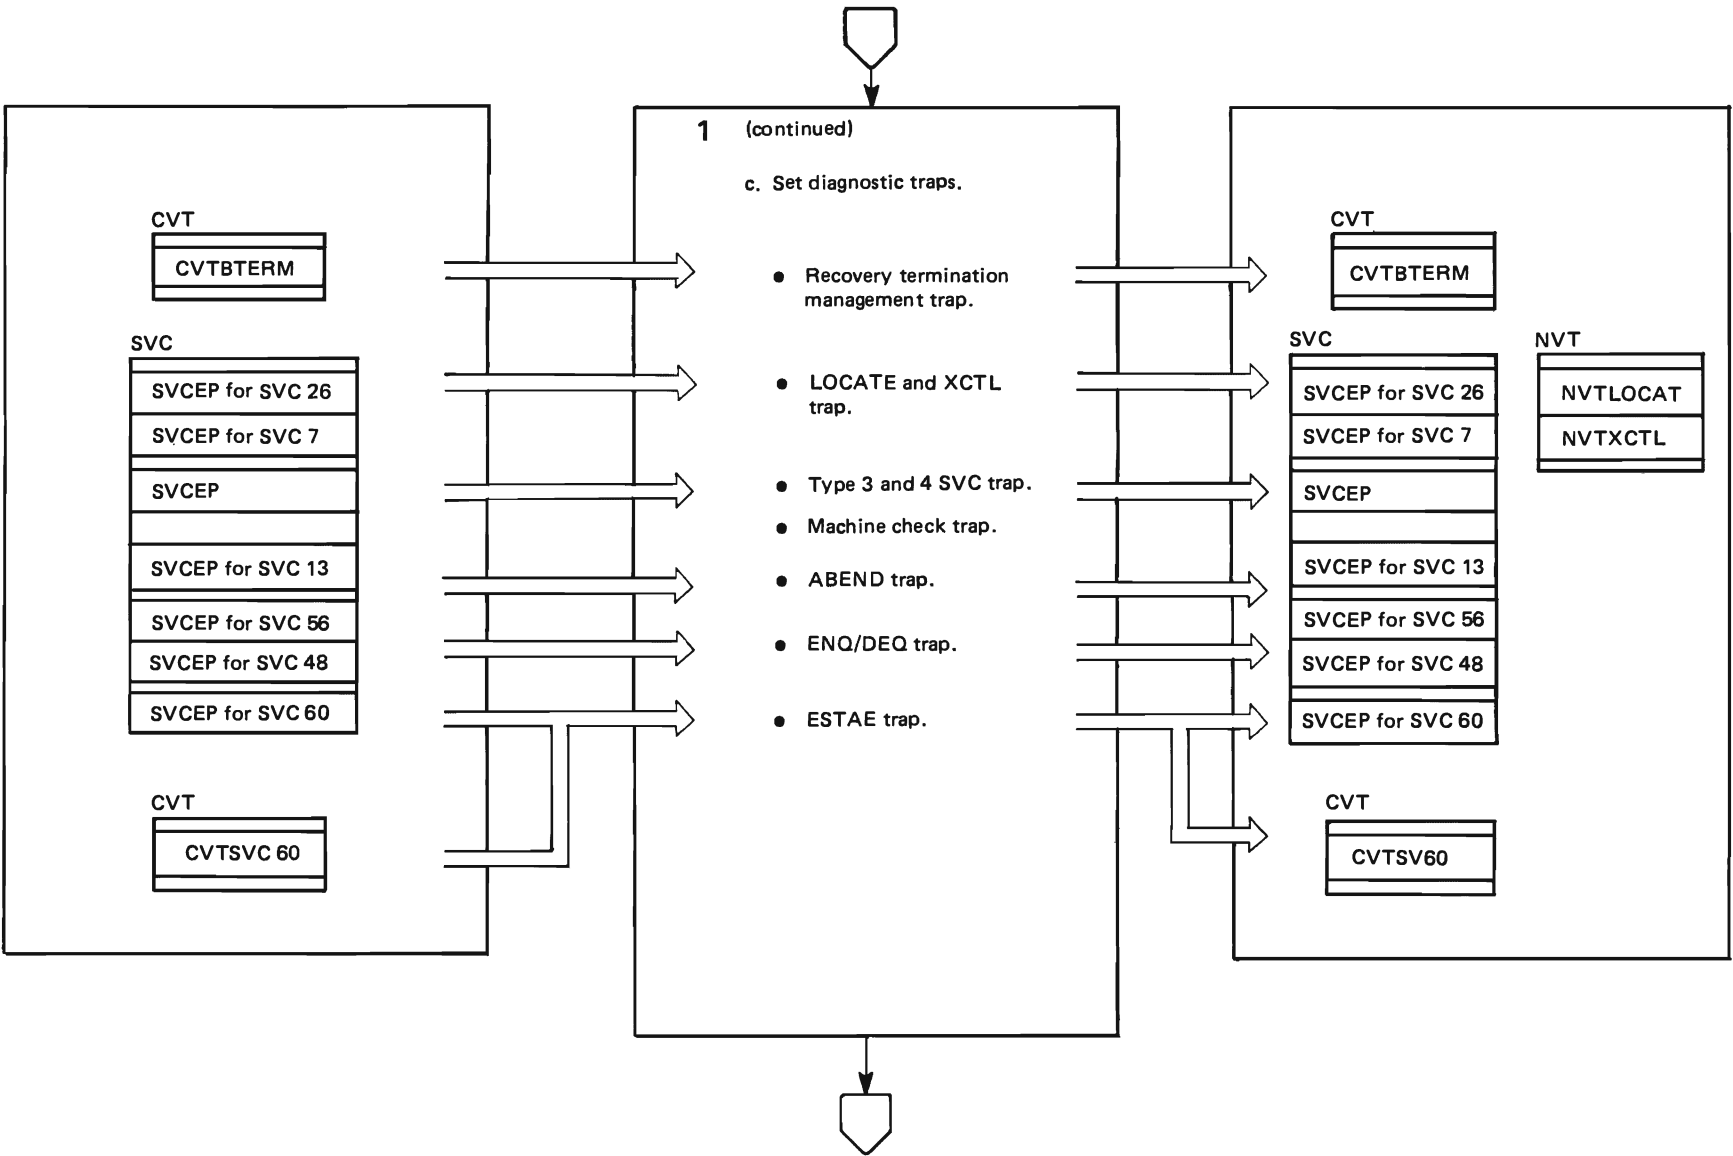 1 (continued)
c. Set diagnostic traps.
CVT
CVTBTERM
SVC
SVCEP for SVC 26
SVCEP for SVC 7
SVCEP
SVCEP for SVC 13
SVCEP for SVC 56
SVCEP for SVC 48
SVCEP for SVC 60
CVT
CVTSVC 60
• Recovery termination
management trap.
• LOCATE and XCTL
trap.
• Type 3 and 4 SVC trap.
• Machine check trap.
• ABEND trap.
• ENQ/DEQ trap.
• ESTAE trap.
CVT
CVTBTERM
SVC
SVCEP for SVC 26
SVCEP for SVC 7
SVCEP
SVCEP for SVC 13
SVCEP for SVC 56
SVCEP for SVC 48
SVCEP for SVC 60
NVT
NVTLOCAT
NVTXCTL
CVT
CVTSV60